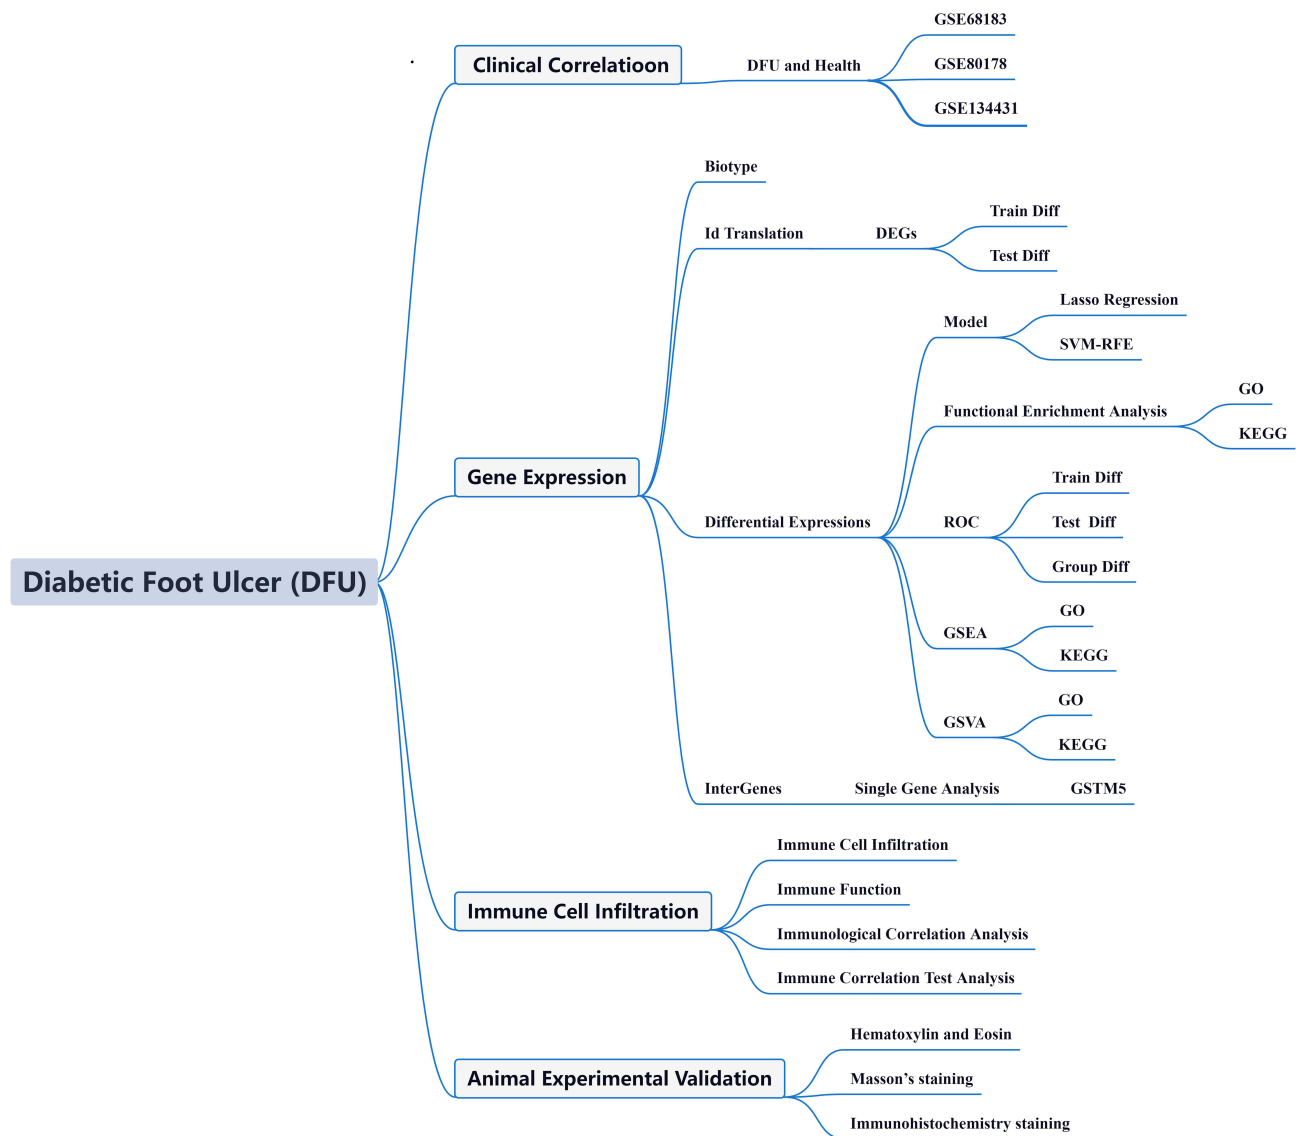 GSE68183
Clinical Correlatioon
DFU and Health
GSE80178
GSE134431
Biotype
Train Diff
Id Translation
DEGs
Test Diff
Lasso Regression
Model
SVM-RFE
GO
Functional Enrichment Analysis
KEGG
Gene Expression
Train Diff
Differential Expressions
ROC
Test  Diff
Group Diff
Diabetic Foot Ulcer (DFU)
GO
GSEA
KEGG
GO
GSVA
KEGG
InterGenes
Single Gene Analysis
GSTM5
Immune Cell Infiltration
Immune Function
Immune Cell Infiltration
Immunological Correlation Analysis
Immune Correlation Test Analysis
Hematoxylin and Eosin
Animal Experimental Validation
Masson’s staining
Immunohistochemistry staining